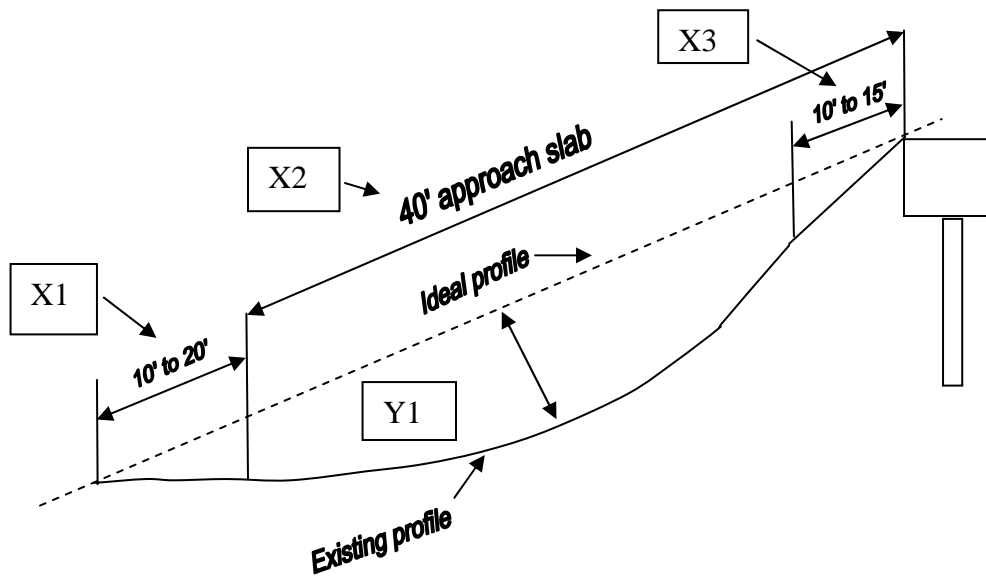 X3
10' to 15'
X2
40' approach slab
X1
Ideal profile
10' to 20'
Y1
Existing profile